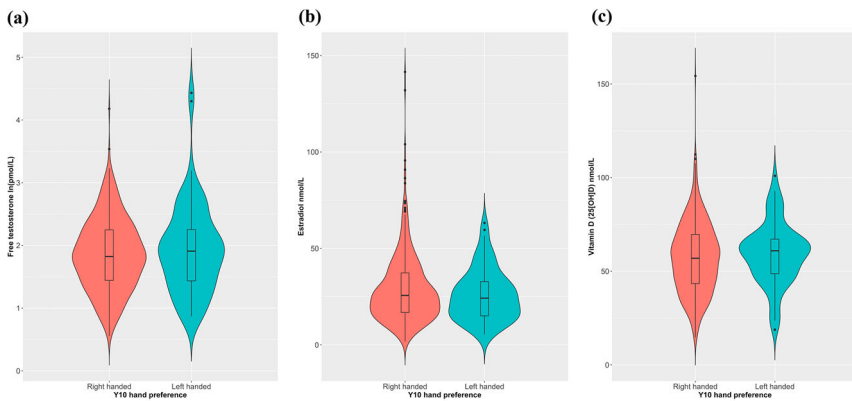 (a)
Free testosterone ln(pmol/L)
5
4
3
2
1
0
Right handed Left handed
Y10 hand preference
(b)
Estradiol nmol/L
150
100
50
0
Right handed Left handed
Y10 hand preference
(c)
Vitamin D (25[OH]D) nmol/L
150
100
50
0
Right handed Left handed
Y10 hand preference